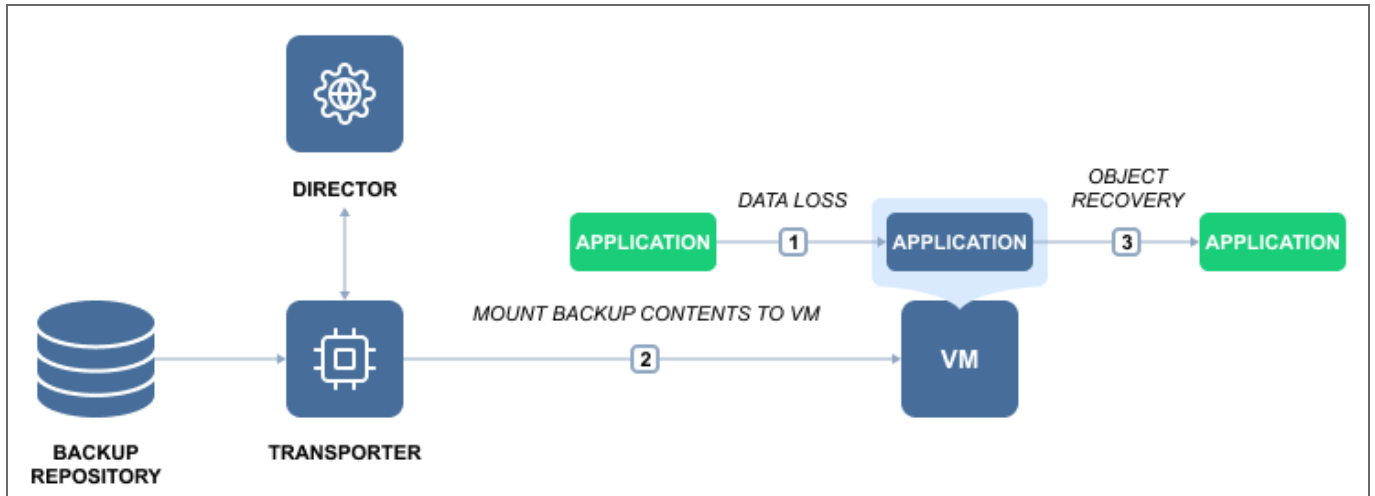 DIRECTOR
DATA LOSS
OBJECT
RECOVERY
APPLICATION
1
APPLICATION
3
APPLICATION
MOUNT BACKUP CONTENTS TO VM
2
VM
BACKUP
REPOSITORY
TRANSPORTER